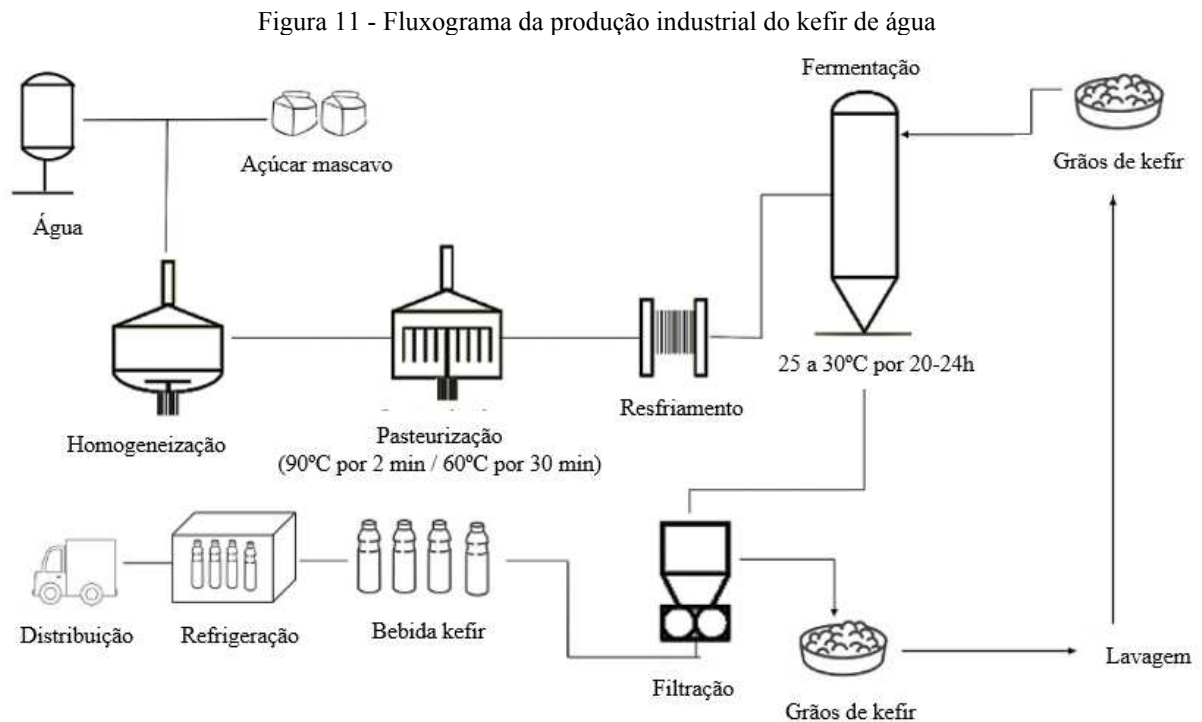 Figura 11 - Fluxograma da produção industrial do kefir de água
Fermentação
Açúcar mascavo
Grãos de kefir
Água
25 a 30ºC por 20-24h
Resfriamento
Homogeneização
Pasteurização
(90ºC por 2 min / 60ºC por 30 min)
Distribuição
Refrigeração
Bebida kefir
Filtração
Grãos de kefir
Lavagem